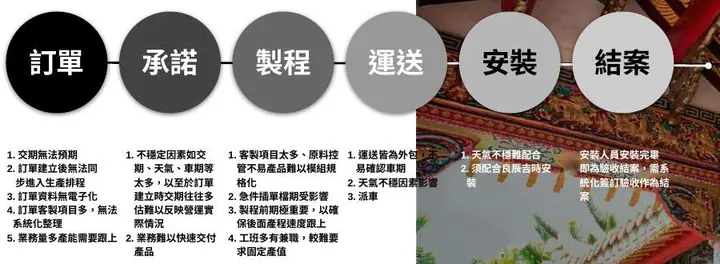 訂單
承諾
製程
運送
安裝
結案
1. 交期無法預期
2. 訂單建立後無法同
步進入生產排程
3. 訂單資料無電子化
4. 訂單客製項目多，無法
系統化整理
5. 業務量多產能需要跟上
1. 不穩定因素如交
期、天氣、車期等
太多，以至於訂單
建立時交期往往多
估難以反映營運實
際情況
2. 業務難以快速交付
產品
1. 客製項目太多、原料控
管不易產品難以模組規
格化
2. 急件插單檔期受影響
3. 製程前期極重要，以確
保後面產程速度跟上
4. 工班多有兼職，較難要
求固定產值
1. 運送皆為外包，不
易確認車期
2. 天氣不穩因素影響
3. 派車
1. 天氣不穩難配合
2. 須配合良辰吉時安
裝
安裝人員安裝完畢
即為驗收結案，需系
統化簽訂驗收作為結
案